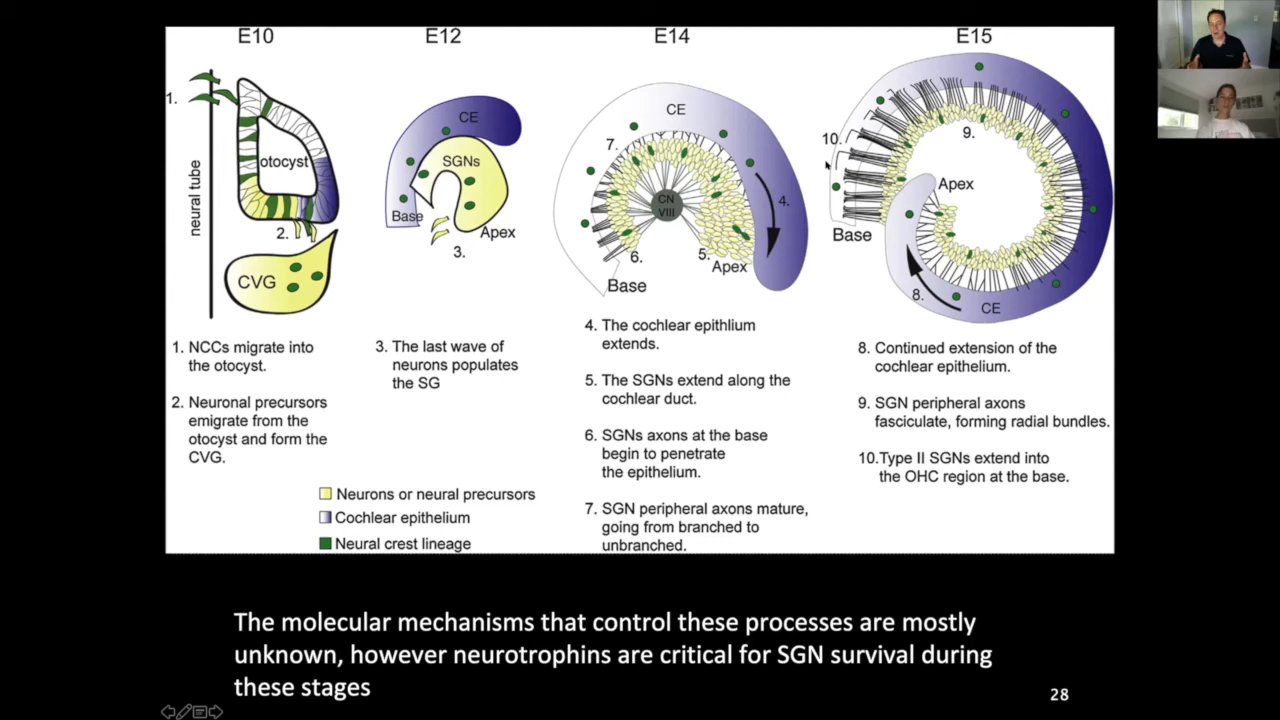 E10
E12
E14
E15
1.
neural tube
otocyst
2.
CVG
CE
SGNs
Base
Apex
3.
CE
7.
CN
VIII
4.
6.
5.
Apex
Base
10.
9.
Apex
Base
8.
CE
1. NCCs migrate into
the otocyst.
2. Neuronal precursors
emigrate from the
otocyst and form the
CVG.
3. The last wave of
neurons populates
the SG
4. The cochlear epithlium
extends.
5. The SGNs extend along the
cochlear duct.
6. SGNs axons at the base
begin to penetrate
the epithelium.
7. SGN peripheral axons mature,
going from branched to
unbranched.
8. Continued extension of the
cochlear epithelium.
9. SGN peripheral axons
fasciculate, forming radial bundles.
10.Type II SGNs extend into
the OHC region at the base.
Neurons or neural precursors
Cochlear epithelium
Neural crest lineage
The molecular mechanisms that control these processes are mostly
unknown, however neurotrophins are critical for SGN survival during
these stages
28